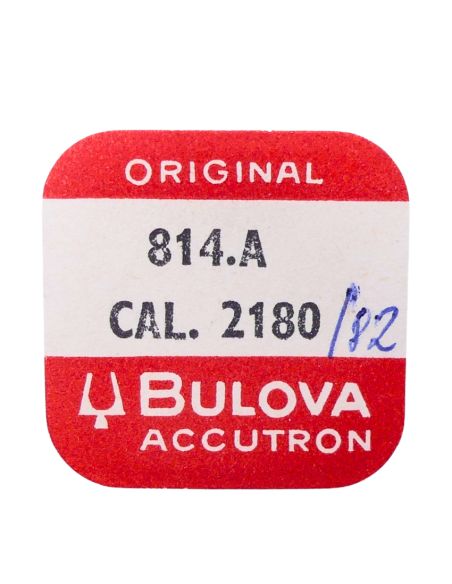 ORIGINAL
814.A
CAL. 2180/82
BULOVA
ACCUTRON